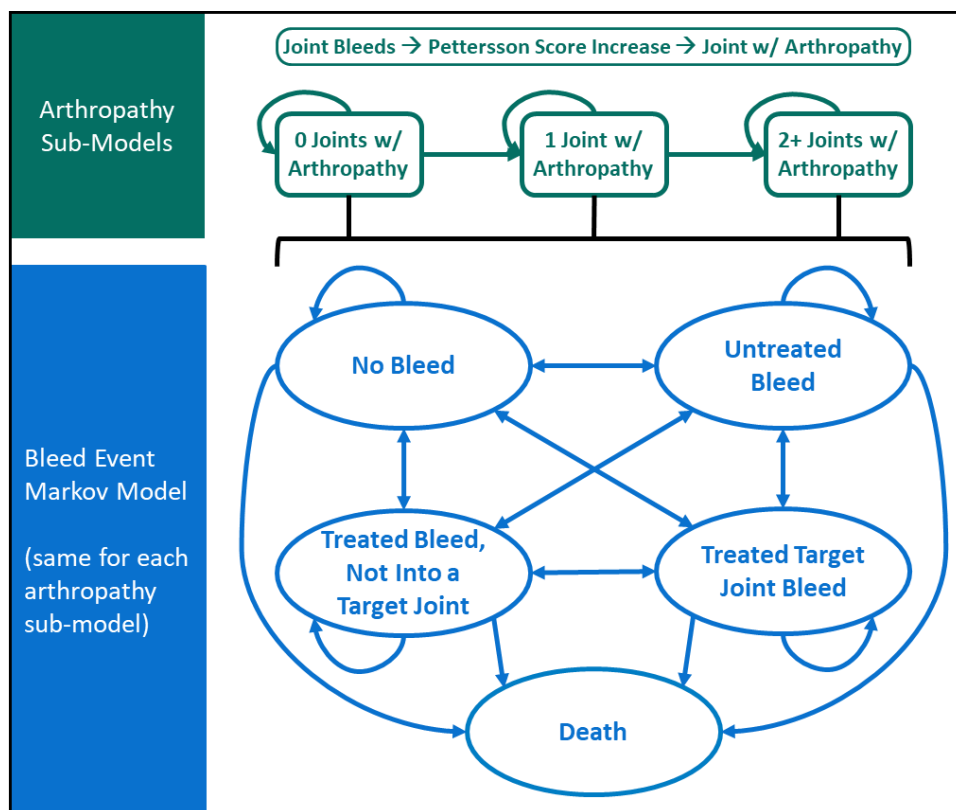 Joint Bleeds → Pettersson Score Increase → Joint w/ Arthropathy
Arthropathy
Sub-Models
0 Joints w/
Arthropathy
1 Joint w/
Arthropathy
2+ Joints w/
Arthropathy
Bleed Event
Markov Model
(same for each
arthropathy
sub-model)
No Bleed
Untreated
Bleed
Treated Bleed,
Not Into a
Target Joint
Treated Target
Joint Bleed
Death